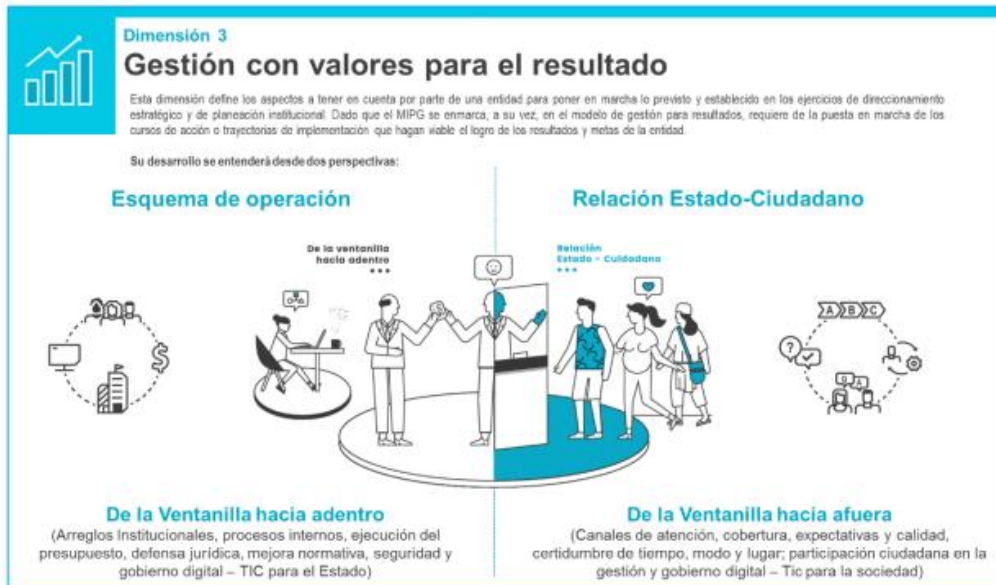 Dimensión 3
Gestión con valores para el resultado
Esta dimensión define los aspectos a tener en cuenta por parte de una entidad para poner en marcha lo previsto y establecido en los ejercicios de direccionamiento
estratégico y de planeación institucional. Dado que el MIPG se enmarca, a su vez, en el modelo de gestión para resultados, requiere de la puesta en marcha de los
cursos de acción o trayectorias de implementación que hagan viable el logro de los resultados y metas de la entidad.
Su desarrollo se entenderá desde dos perspectivas:
Esquema de operación
Relación Estado-Ciudadano
De la ventanilla
hacia adentro
Relación
Estado - Cuidadano
A B C
?
Q A
$
De la Ventanilla hacia adentro
(Arreglos Institucionales, procesos internos, ejecución del
presupuesto, defensa jurídica, mejora normativa, seguridad y
gobierno digital – TIC para el Estado)
De la Ventanilla hacia afuera
(Canales de atención, cobertura, expectativas y calidad,
certidumbre de tiempo, modo y lugar; participación ciudadana en la
gestión y gobierno digital – Tic para la sociedad)